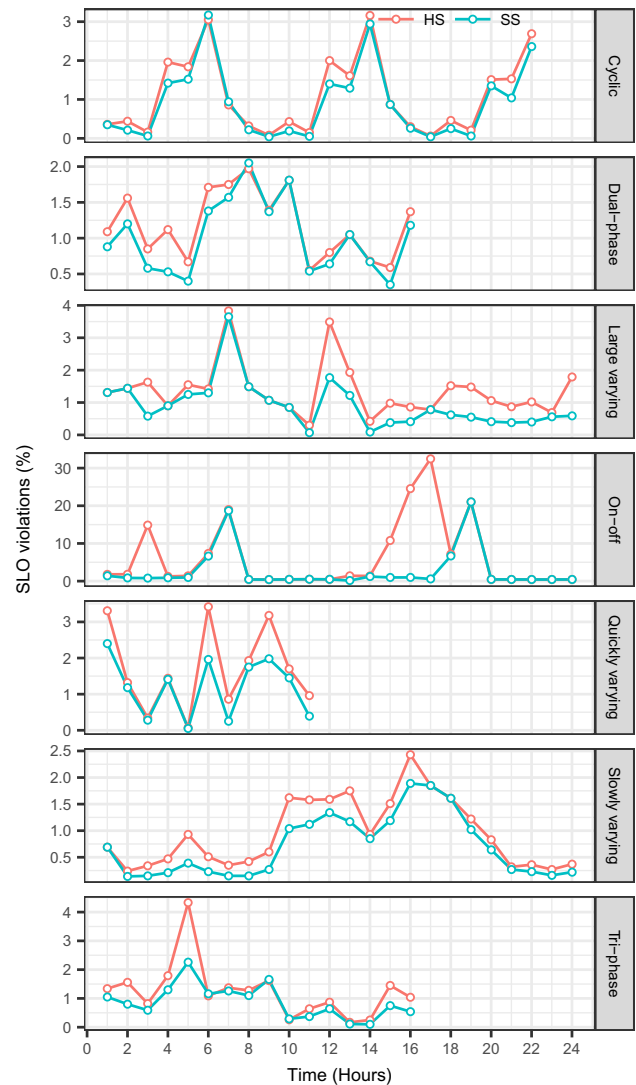 HS SS
3
2
1
0
Cyclic
2.0
1.5
1.0
0.5
Dual−phase
4
3
2
1
0
Large varying
30
20
10
0
On−off
3
2
1
0
Quickly varying
2.5
2.0
1.5
1.0
0.5
Slowly varying
4
3
2
1
0
Tri−phase
SLO violations (%)
0 2 4 6 8 10 12 14 16 18 20 22 24
Time (Hours)